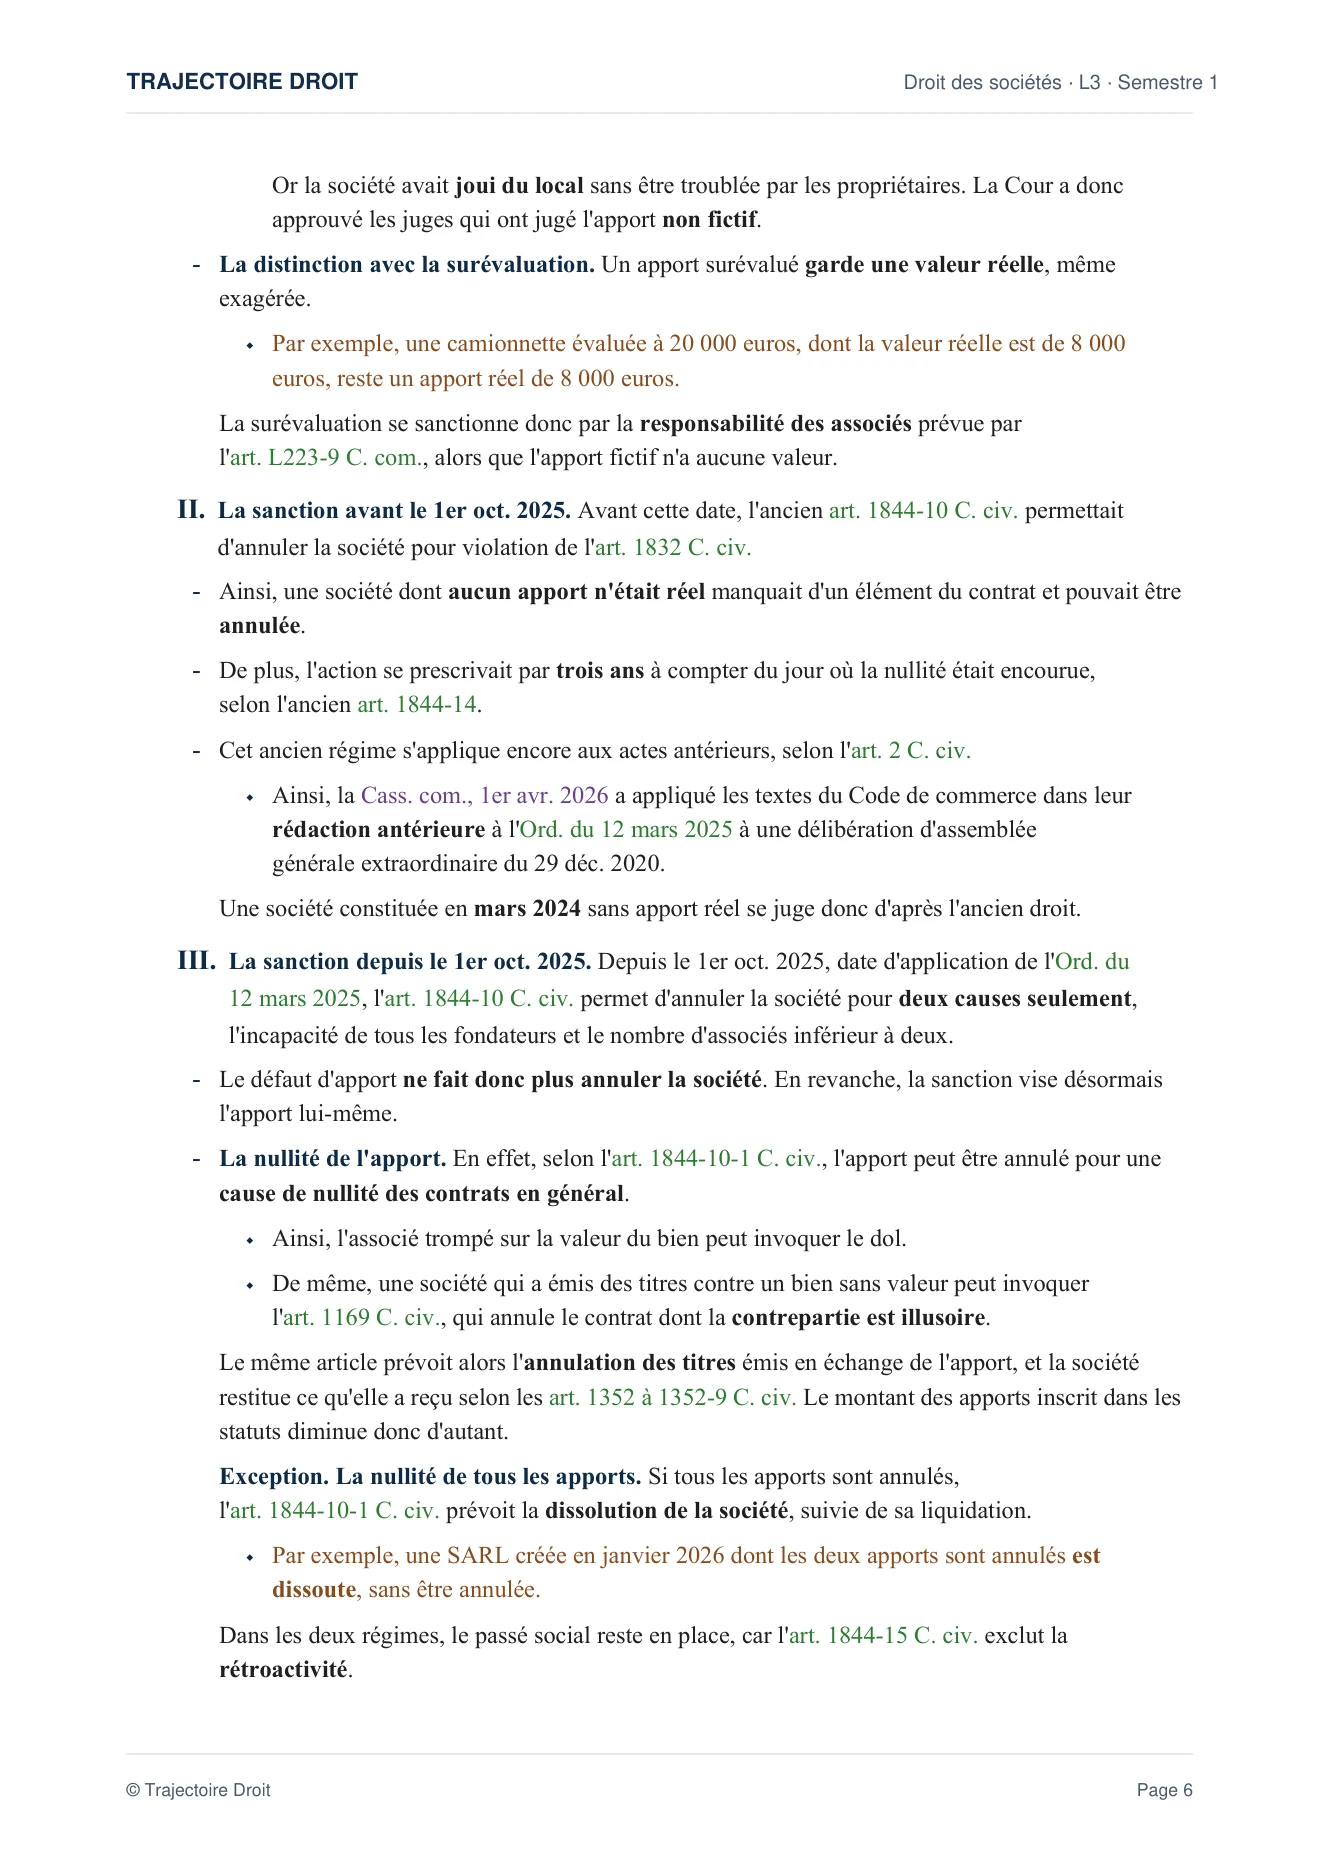 TRAJECTOIRE DROIT
Droit des sociétés · L3 · Semestre 1
Or la société avait joui du local sans être troublée par les propriétaires. La Cour a donc
approuvé les juges qui ont jugé l'apport non fictif.
- La distinction avec la surévaluation. Un apport surévalué garde une valeur réelle, même
exagérée.
⬩ Par exemple, une camionnette évaluée à 20 000 euros, dont la valeur réelle est de 8 000
euros, reste un apport réel de 8 000 euros.
La surévaluation se sanctionne donc par la responsabilité des associés prévue par
l'art. L223-9 C. com., alors que l'apport fictif n'a aucune valeur.
II. La sanction avant le 1er oct. 2025. Avant cette date, l'ancien art. 1844-10 C. civ. permettait
d'annuler la société pour violation de l'art. 1832 C. civ.
- Ainsi, une société dont aucun apport n'était réel manquait d'un élément du contrat et pouvait être
annulée.
- De plus, l'action se prescrivait par trois ans à compter du jour où la nullité était encourue,
selon l'ancien art. 1844-14.
- Cet ancien régime s'applique encore aux actes antérieurs, selon l'art. 2 C. civ.
⬩ Ainsi, la Cass. com., 1er avr. 2026 a appliqué les textes du Code de commerce dans leur
rédaction antérieure à l'Ord. du 12 mars 2025 à une délibération d'assemblée
générale extraordinaire du 29 déc. 2020.
Une société constituée en mars 2024 sans apport réel se juge donc d'après l'ancien droit.
III. La sanction depuis le 1er oct. 2025. Depuis le 1er oct. 2025, date d'application de l'Ord. du
12 mars 2025, l'art. 1844-10 C. civ. permet d'annuler la société pour deux causes seulement,
l'incapacité de tous les fondateurs et le nombre d'associés inférieur à deux.
- Le défaut d'apport ne fait donc plus annuler la société. En revanche, la sanction vise désormais
l'apport lui-même.
- La nullité de l'apport. En effet, selon l'art. 1844-10-1 C. civ., l'apport peut être annulé pour une
cause de nullité des contrats en général.
⬩ Ainsi, l'associé trompé sur la valeur du bien peut invoquer le dol.
⬩ De même, une société qui a émis des titres contre un bien sans valeur peut invoquer
l'art. 1169 C. civ., qui annule le contrat dont la contrepartie est illusoire.
Le même article prévoit alors l'annulation des titres émis en échange de l'apport, et la société
restitue ce qu'elle a reçu selon les art. 1352 à 1352-9 C. civ. Le montant des apports inscrit dans les
statuts diminue donc d'autant.
Exception. La nullité de tous les apports. Si tous les apports sont annulés,
l'art. 1844-10-1 C. civ. prévoit la dissolution de la société, suivie de sa liquidation.
⬩ Par exemple, une SARL créée en janvier 2026 dont les deux apports sont annulés est
dissoute, sans être annulée.
Dans les deux régimes, le passé social reste en place, car l'art. 1844-15 C. civ. exclut la
rétroactivité.
© Trajectoire Droit
Page 6